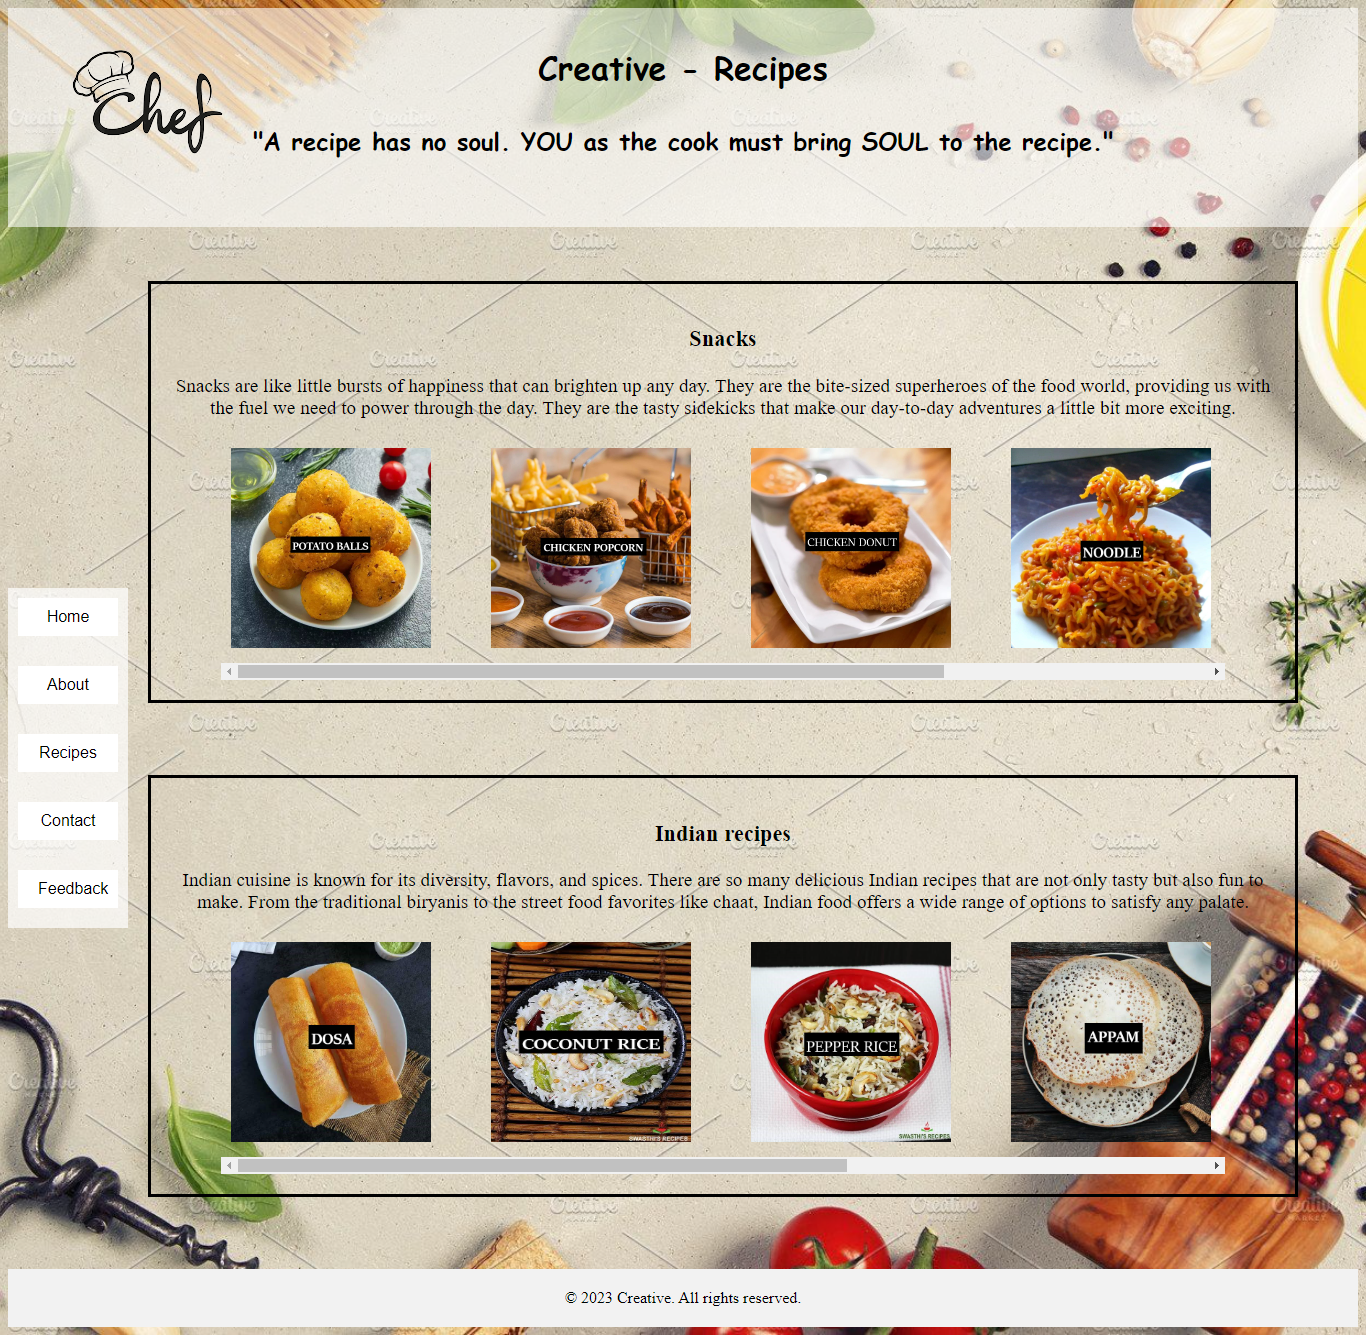 Chef
Creative - Recipes
"A recipe has no soul. YOU as the cook must bring SOUL to the recipe."
Snacks
Snacks are like little bursts of happiness that can brighten up any day. They are the bite-sized superheroes of the food world, providing us with
the fuel we need to power through the day. They are the tasty sidekicks that make our day-to-day adventures a little bit more exciting.
POTATO BALLS
CHICKEN POPCORN
CHICKEN DONUT
NOODLE
Home
About
Recipes
Contact
Feedback
Indian recipes
Indian cuisine is known for its diversity, flavors, and spices. There are so many delicious Indian recipes that are not only tasty but also fun to
make. From the traditional biryanis to the street food favorites like chaat, Indian food offers a wide range of options to satisfy any palate.
DOSA
COCONUT RICE
SWASTHI'S RECIPES
PEPPER RICE
SWASTHI'S RECIPES
APPAM
© 2023 Creative. All rights reserved.
Creative
MARKET